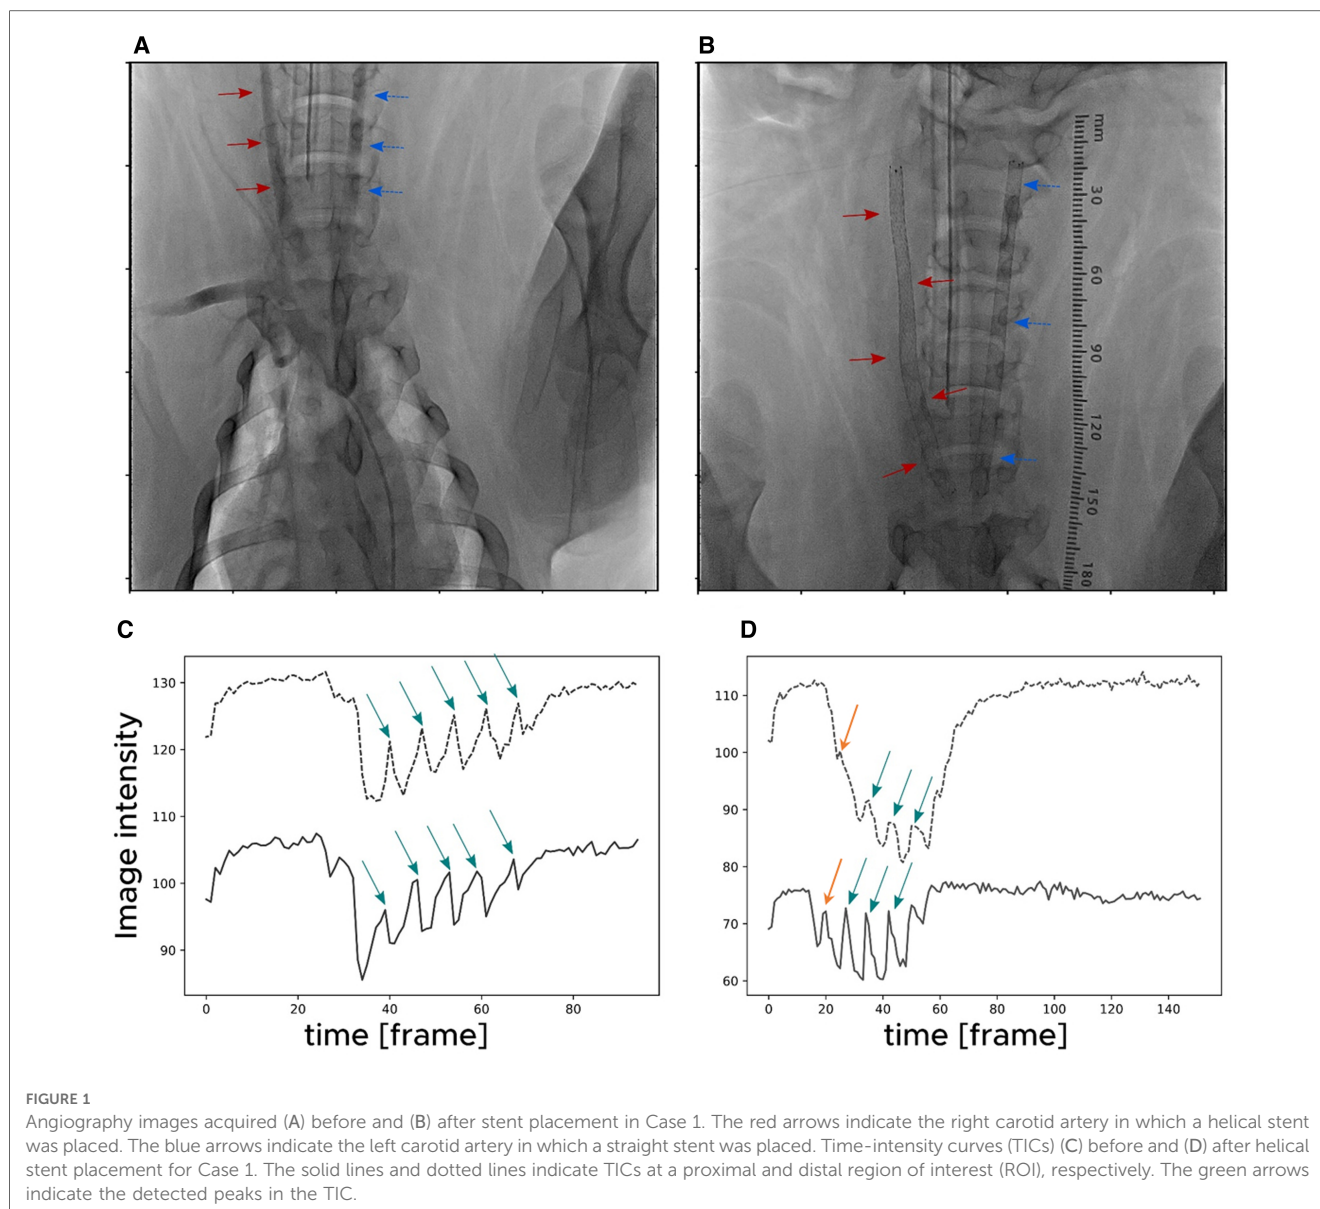 A
B
mm
30
60
90
120
150
180
C
D
130
120
110
100
90
Image intensity
0 20 40 60 80
time [frame]
110
100
90
80
70
60
0 20 40 60 80 100 120 140
time [frame]
FIGURE 1
Angiography images acquired (A) before and (B) after stent placement in Case 1. The red arrows indicate the right carotid artery in which a helical stent
was placed. The blue arrows indicate the left carotid artery in which a straight stent was placed. Time-intensity curves (TICs) (C) before and (D) after helical
stent placement for Case 1. The solid lines and dotted lines indicate TICs at a proximal and distal region of interest (ROI), respectively. The green arrows
indicate the detected peaks in the TIC.